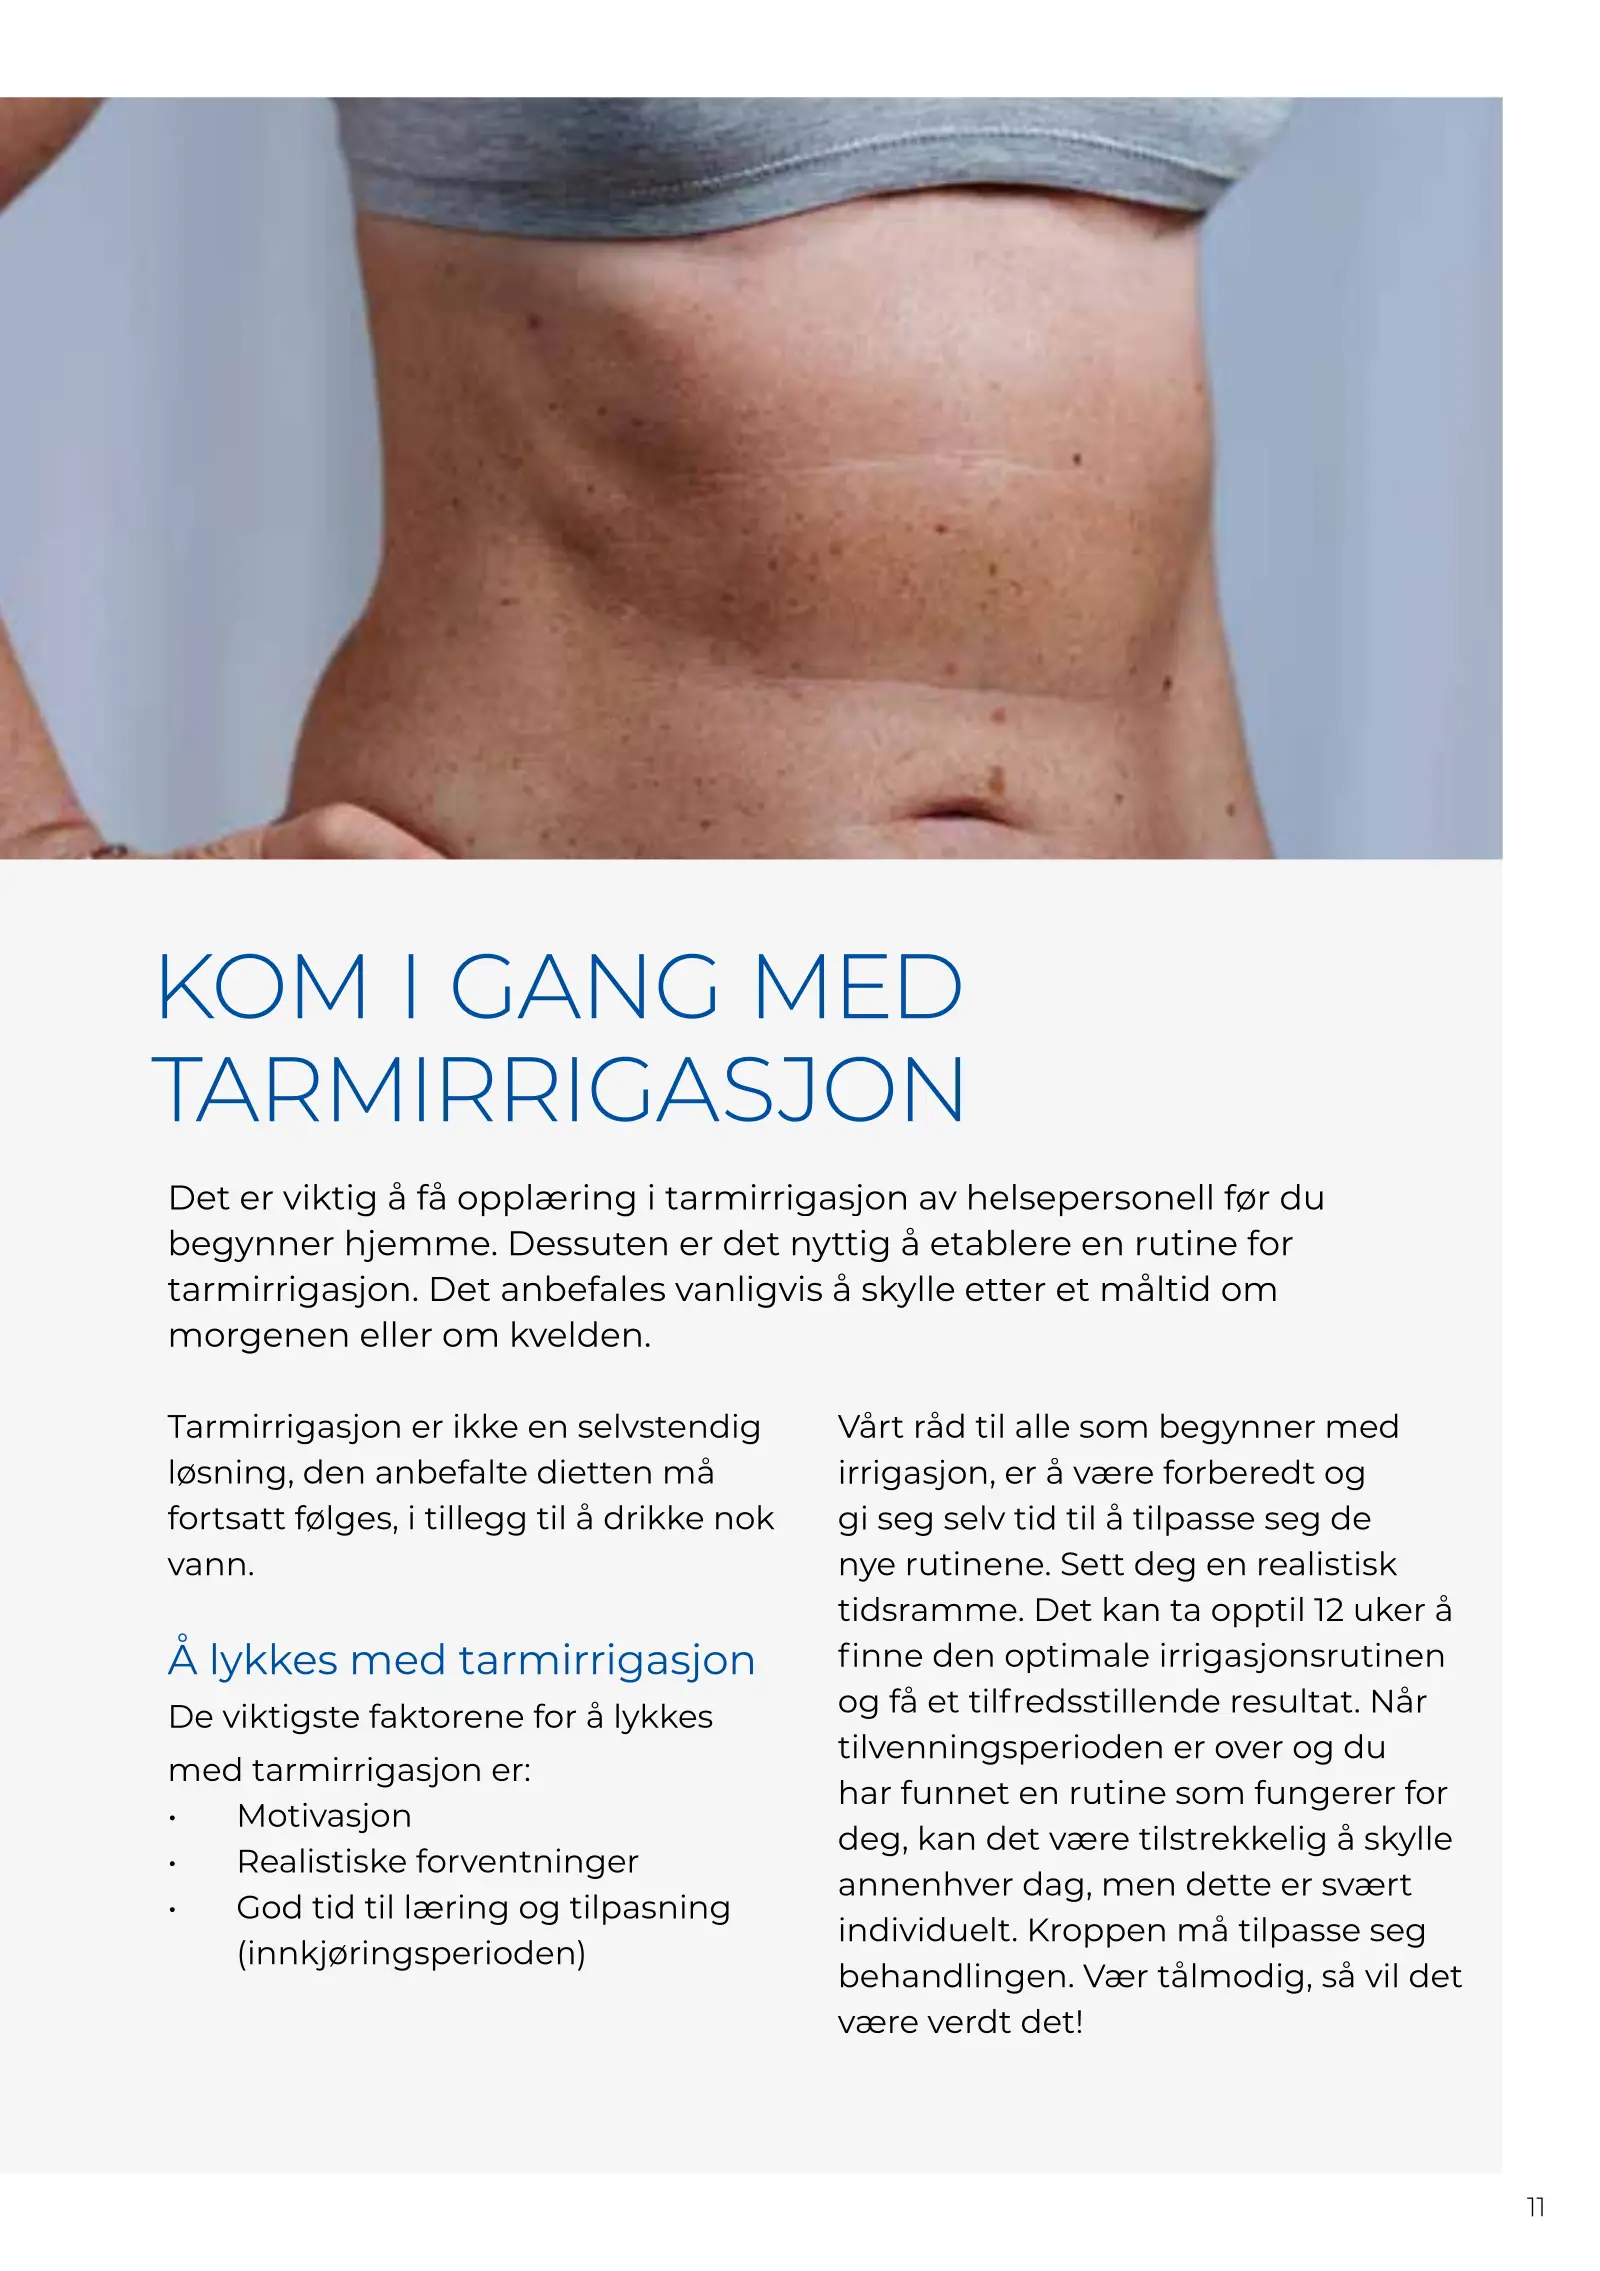 KOM I GANG MED
TARMIRRIGASJON
Det er viktig å få opplæring i tarmirrigasjon av helsepersonell før du
begynner hjemme. Dessuten er det nyttig å etablere en rutine for
tarmirrigasjon. Det anbefales vanligvis å skylle etter et måltid om
morgenen eller om kvelden.
Tarmirrigasjon er ikke en selvstendig
løsning, den anbefalte dietten må
fortsatt følges, i tillegg til å drikke nok
vann.
Å lykkes med tarmirrigasjon
De viktigste faktorene for å lykkes
med tarmirrigasjon er:
• Motivasjon
• Realistiske forventninger
• God tid til læring og tilpasning
(innkjøringsperioden)
Vårt råd til alle som begynner med
irrigasjon, er å være forberedt og
gi seg selv tid til å tilpasse seg de
nye rutinene. Sett deg en realistisk
tidsramme. Det kan ta opptil 12 uker å
finne den optimale irrigasjonsrutinen
og få et tilfredsstillende resultat. Når
tilvenningsperioden er over og du
har funnet en rutine som fungerer for
deg, kan det være tilstrekkelig å skylle
annenhver dag, men dette er svært
individuelt. Kroppen må tilpasse seg
behandlingen. Vær tålmodig, så vil det
være verdt det!
11